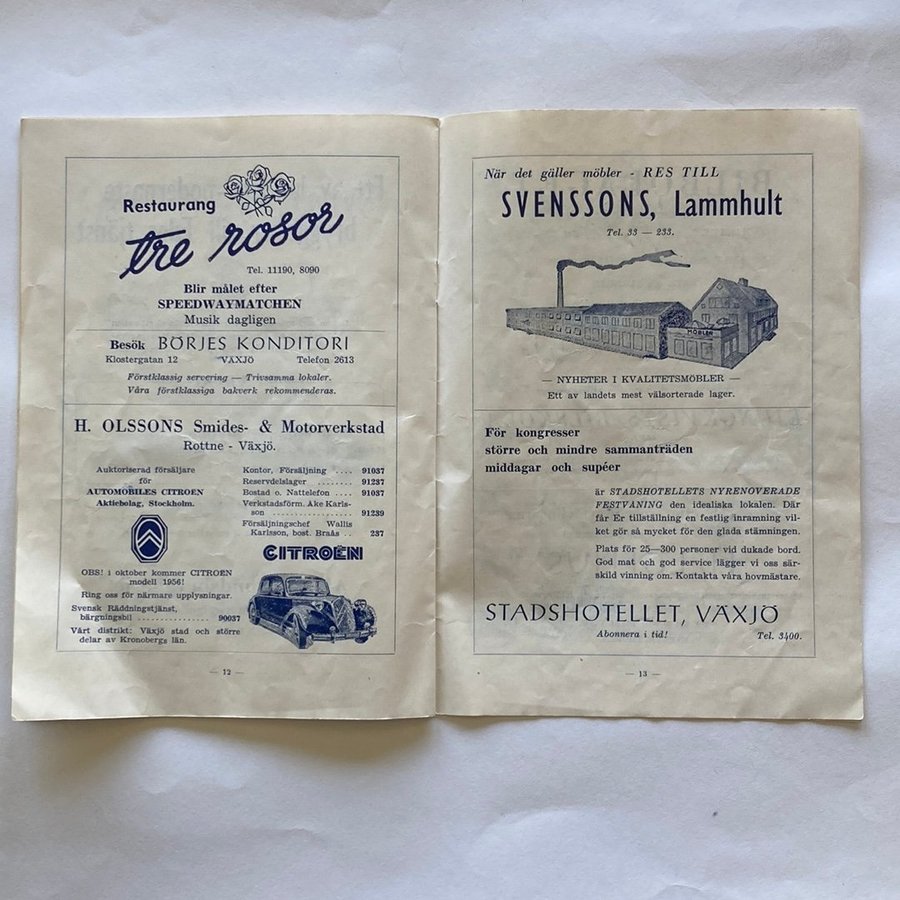 Restaurang
tre rosor
Tel. 11190, 8090
Blir målet efter
SPEEDWAYMATCHEN
Musik dagligen
Besök BÖRJES KONDITORI
Klostergatan 12 VÄXJÖ Telefon 2613
Förstklassig servering — Trivsamma lokaler.
Våra förstklassiga bakverk rekommenderas.
H. OLSSONS Smides- & Motorverkstad
Rottne - Växjö.
Auktoriserad försäljare
för
AUTOMOBILES CITROEN
Aktiebolag, Stockholm.
OBS! i oktober kommer CITROEN
modell 1956!
Ring oss för närmare upplysningar.
Svensk Räddningstjänst,
bärgningsbil ................ 90037
Vårt distrikt: Växjö stad och större
delar av Kronobergs län.
Kontor, Försäljning .... 91037
Reservdelslager ........ 91237
Bostad o. Nattelefon .... 91037
Verkstadsförm. Åke Karls-
son ..................... 91239
Försäljningschef Wallis
Karlsson, bost. Braås .. 237
CITROËN
— 12 —
När det gäller möbler - RES TILL
SVENSSONS, Lammhult
Tel. 33 — 233.
MÖBLER
— NYHETER I KVALITETSMÖBLER —
Ett av landets mest välsorterade lager.
För kongresser
större och mindre sammanträden
middagar och supéer
är STADSHOTELLETS NYRENOVERADE
FESTVANING den idealiska lokalen. Där
får Er tillställning en festlig inramning vil-
ket gör så mycket för den glada stämningen.
Plats för 25—300 personer vid dukade bord.
God mat och god service lägger vi oss sär-
skild vinning om. Kontakta våra hovmästare.
STADSHOTELLET, VÄXJÖ
Abonnera i tid! Tel. 3400.
— 13 —